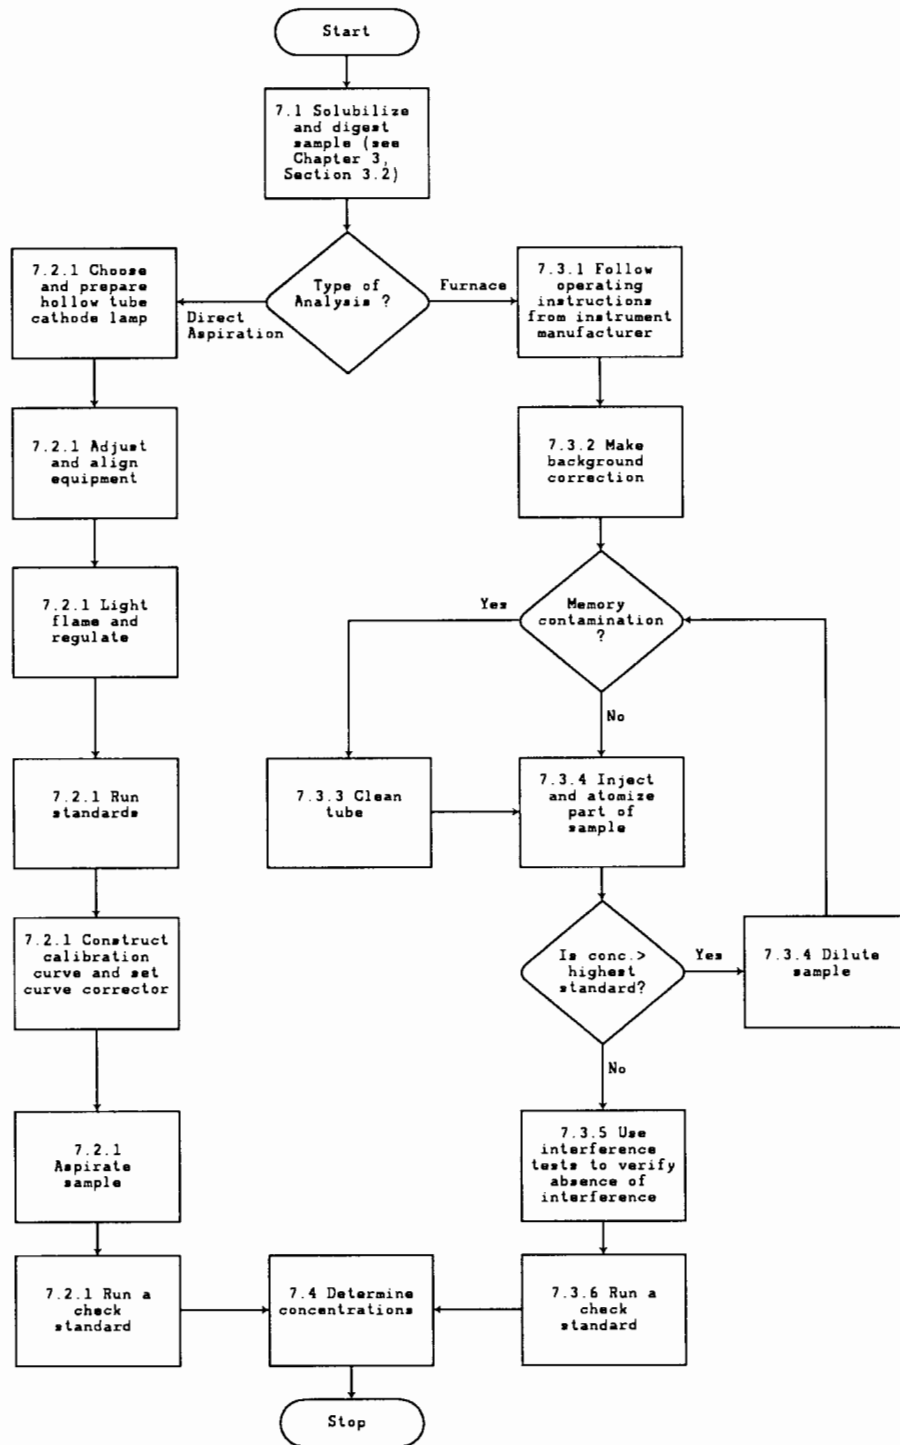 Start
7.1 Solubilize
and digest
sample (see
Chapter 3,
Section 3.2)
Type of
Analysis ?
Direct
Aspiration
Furnace
7.2.1 Choose
and prepare
hollow tube
cathode lamp
7.2.1 Adjust
and align
equipment
7.2.1 Light
flame and
regulate
7.2.1 Run
standards
7.2.1 Construct
calibration
curve and set
curve corrector
7.2.1
Aspirate
sample
7.2.1 Run a
check
standard
7.3.1 Follow
operating
instructions
from instrument
manufacturer
7.3.2 Make
background
correction
Memory
contamination
?
Yes
No
7.3.3 Clean
tube
7.3.4 Inject
and atomize
part of
sample
Is conc.>
highest
standard?
Yes
No
7.3.4 Dilute
sample
7.3.5 Use
interference
tests to verify
absence of
interference
7.3.6 Run a
check
standard
7.4 Determine
concentrations
Stop